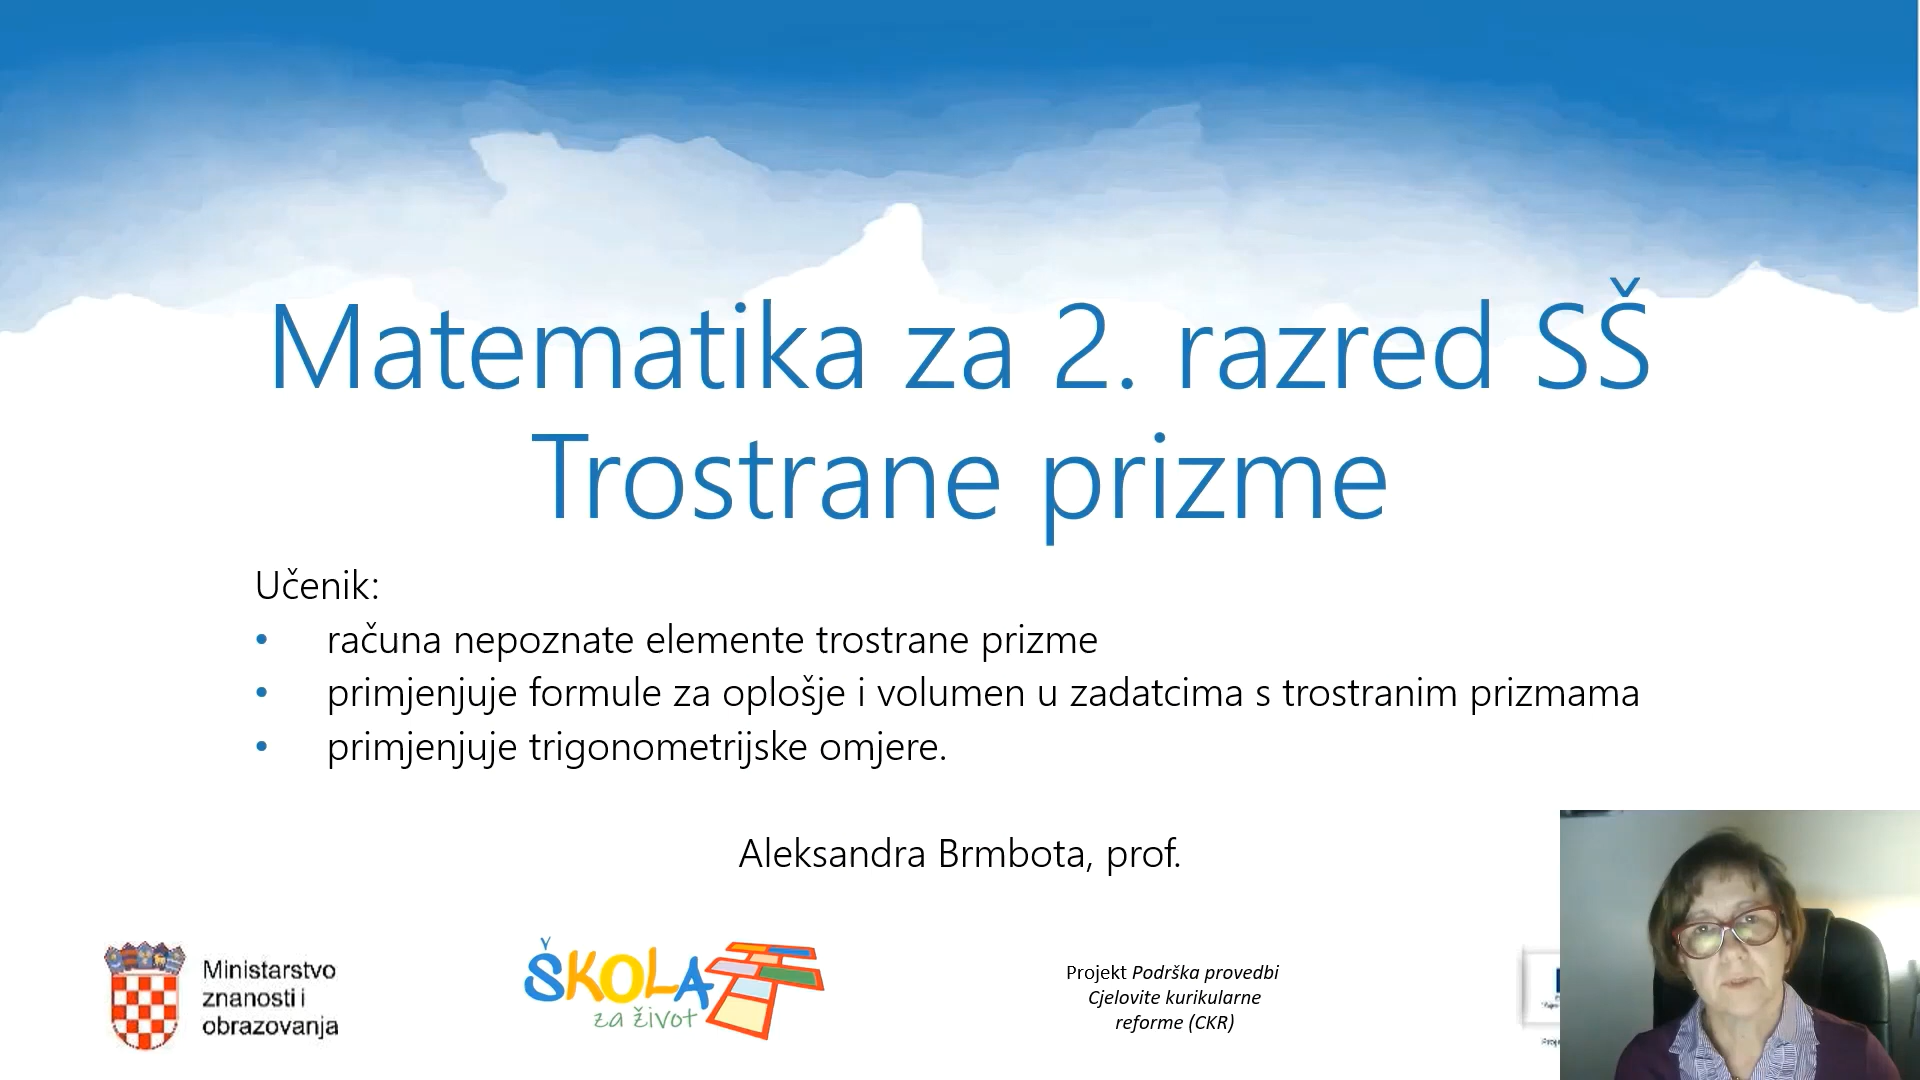 Matematika za 2. razred SŠ
Trostrane prizme
Učenik:
• računa nepoznate elemente trostrane prizme
• primjenjuje formule za oplošje i volumen u zadatcima s trostranim prizmama
• primjenjuje trigonometrijske omjere.
Aleksandra Brmbota, prof.
Ministarstvo
znanosti i
obrazovanja
ŠKOLA
za život
Projekt Podrška provedbi
Cjelovite kurikularne
reforme (CKR)